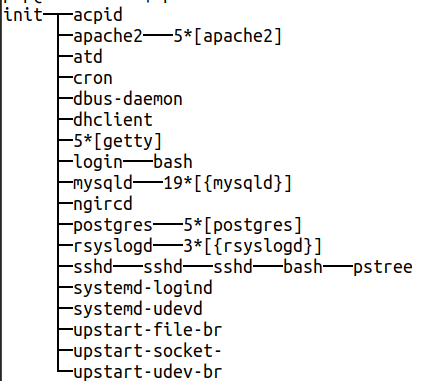 init─┬─acpid
     ├─apache2───5*[apache2]
     ├─atd
     ├─cron
     ├─dbus-daemon
     ├─dhclient
     ├─5*[getty]
     ├─login───bash
     ├─mysqld───19*[{mysqld}]
     ├─ngircd
     ├─postgres───5*[postgres]
     ├─rsyslogd───3*[{rsyslogd}]
     ├─sshd───sshd───sshd───bash───pstree
     ├─systemd-logind
     ├─systemd-udevd
     ├─upstart-file-br
     ├─upstart-socket-
     └─upstart-udev-br